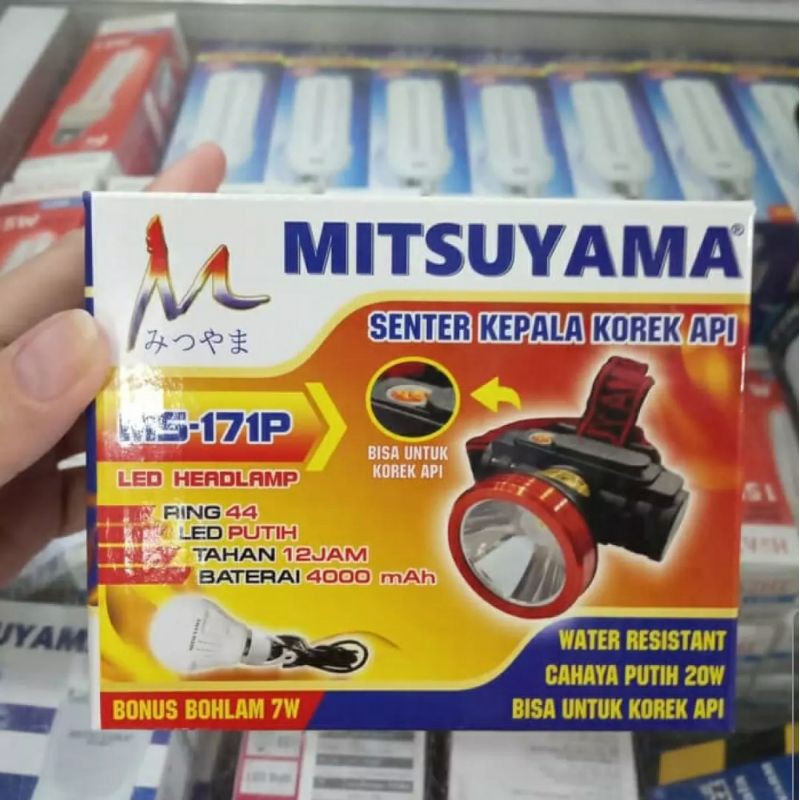 MITSUYAMA®
みつやま
SENTER KEPALA KOREK API
MS-171P
BISA UNTUK
KOREK API
LED HEADLAMP
RING 44
LED PUTIH
TAHAN 12JAM
BATERAI 4000 mAh
WATER RESISTANT
CAHAYA PUTIH 20W
BISA UNTUK KOREK API
BONUS BOHLAM 7W